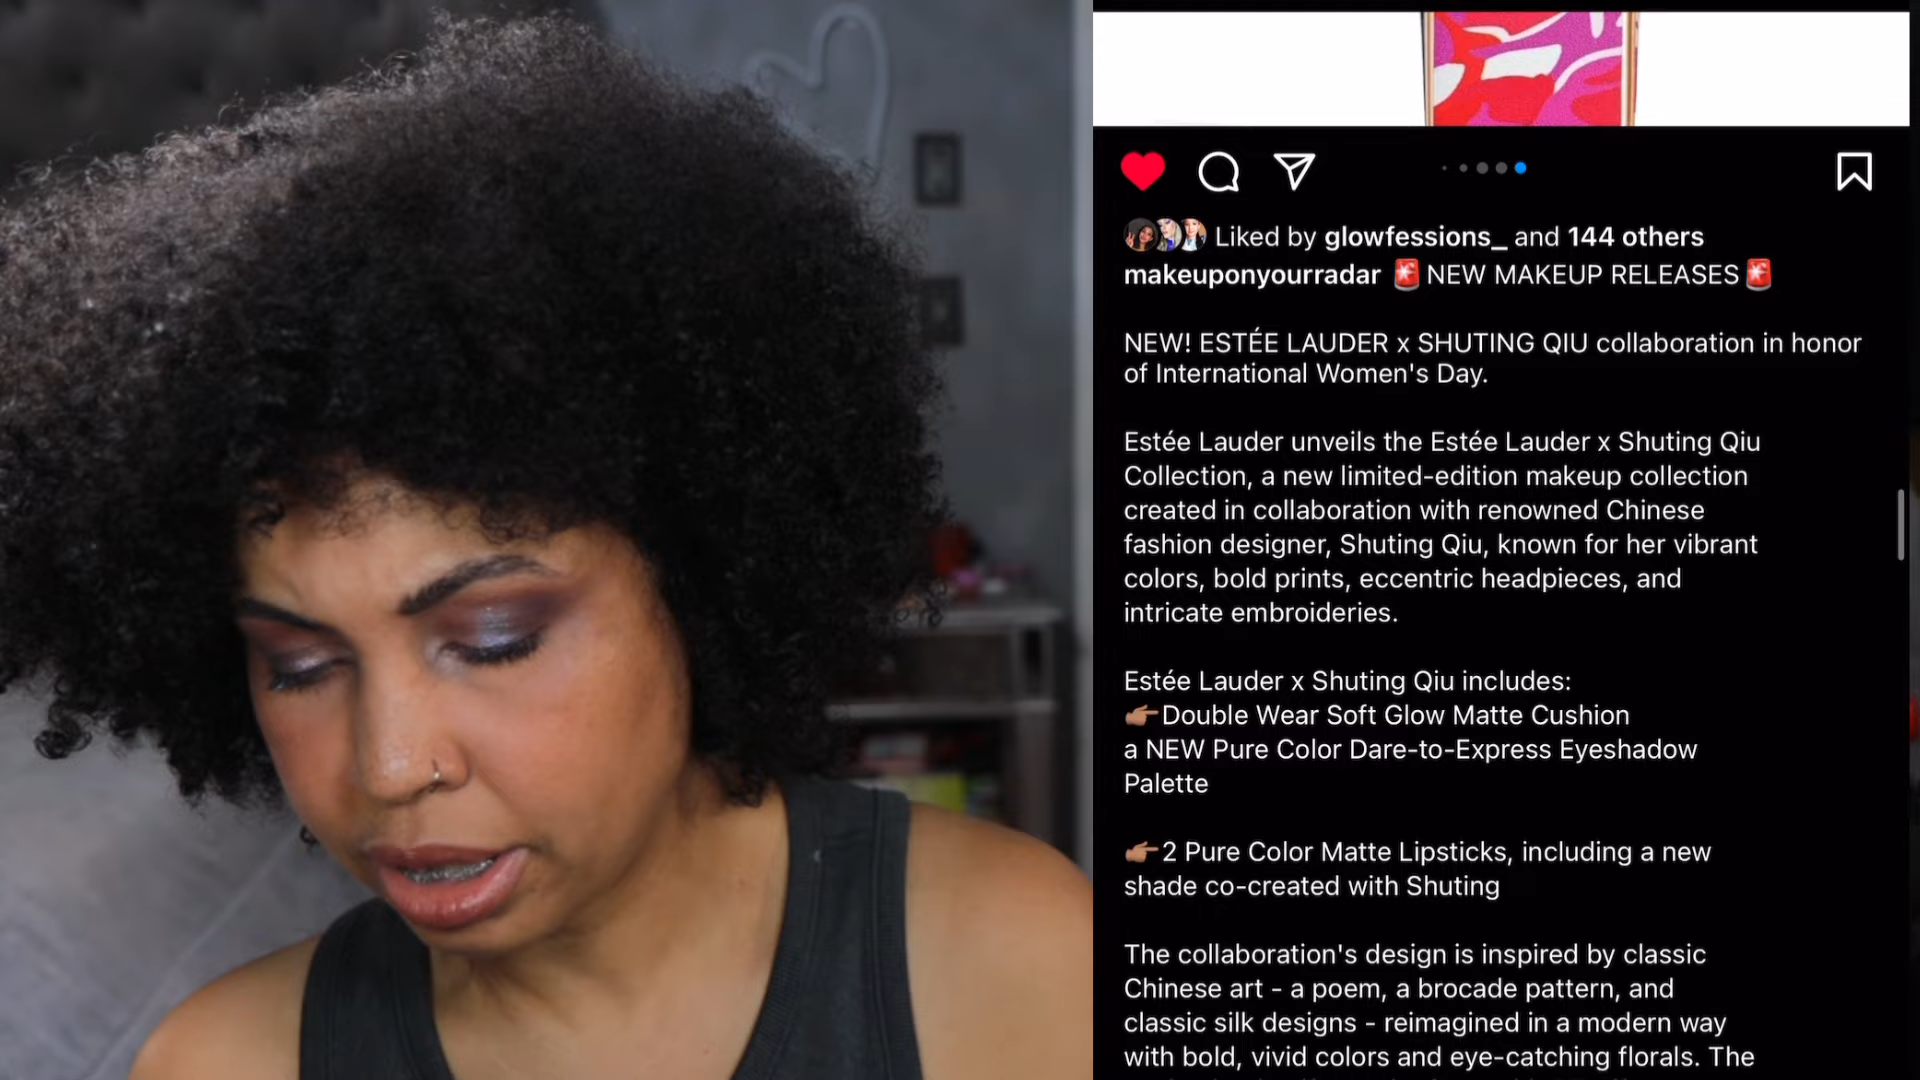 Liked by glowfessions_ and 144 others
makeuponyourradar 🚨 NEW MAKEUP RELEASES 🚨
NEW! ESTÉE LAUDER x SHUTING QIU collaboration in honor
of International Women's Day.
Estée Lauder unveils the Estée Lauder x Shuting Qiu
Collection, a new limited-edition makeup collection
created in collaboration with renowned Chinese
fashion designer, Shuting Qiu, known for her vibrant
colors, bold prints, eccentric headpieces, and
intricate embroideries.
Estée Lauder x Shuting Qiu includes:
👉🏽Double Wear Soft Glow Matte Cushion
a NEW Pure Color Dare-to-Express Eyeshadow
Palette
👉🏽2 Pure Color Matte Lipsticks, including a new
shade co-created with Shuting
The collaboration's design is inspired by classic
Chinese art - a poem, a brocade pattern, and
classic silk designs - reimagined in a modern way
with bold, vivid colors and eye-catching florals. The